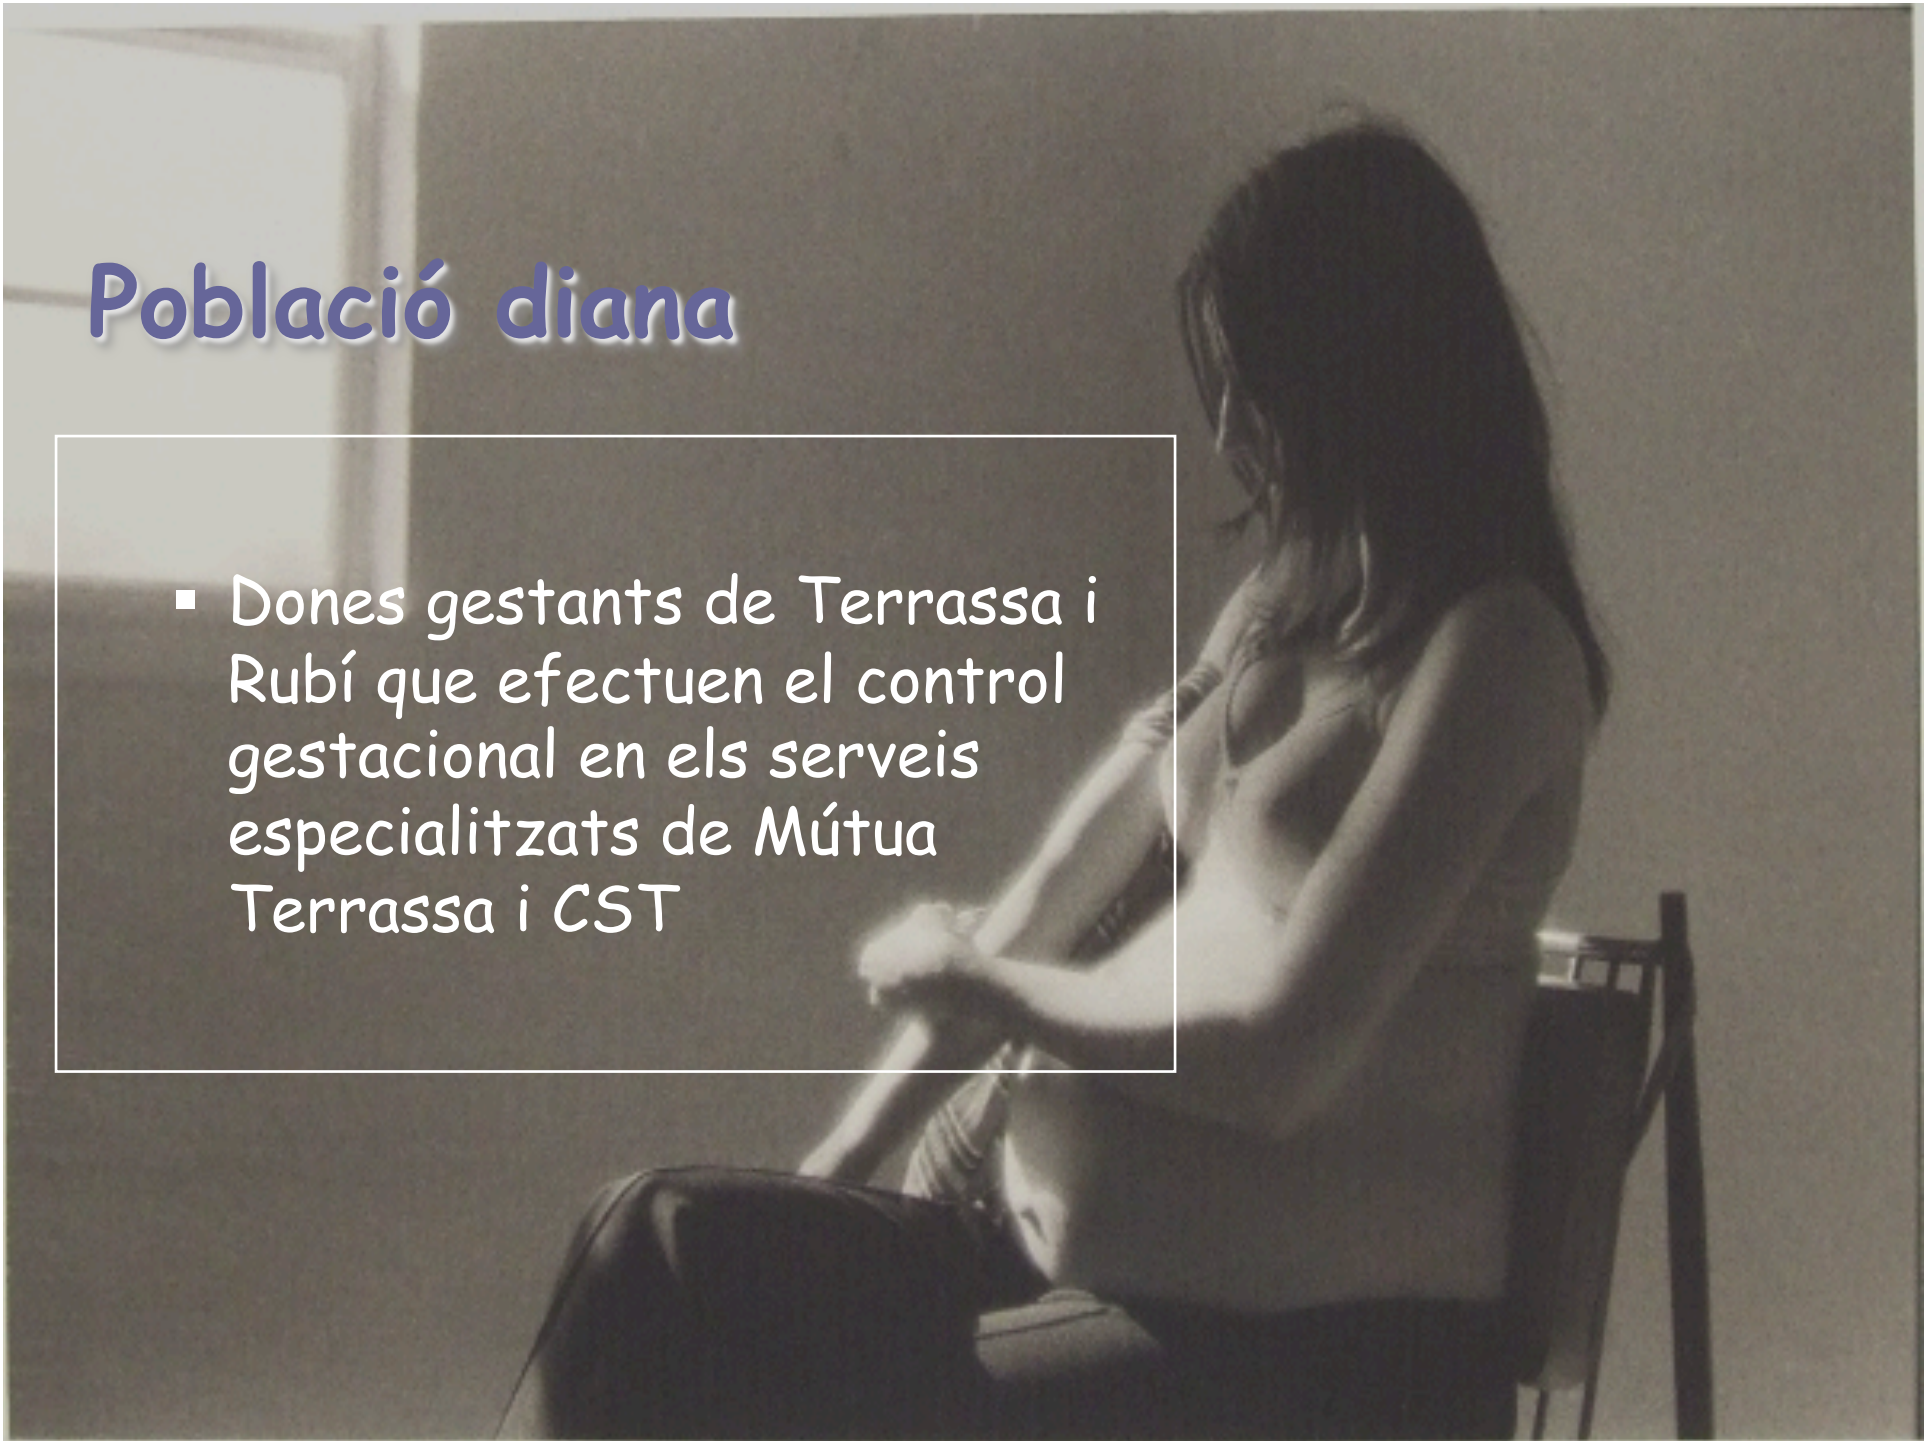 Població diana
▪ Dones gestants de Terrassa i
Rubí que efectuen el control
gestacional en els serveis
especialitzats de Mútua
Terrassa i CST